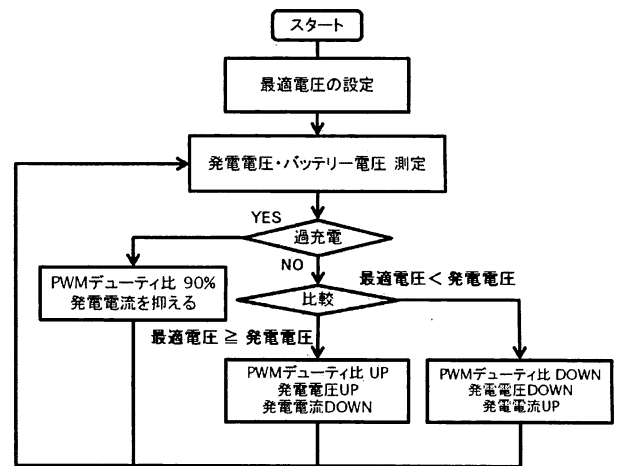 スタート
最適電圧の設定
発電電圧・バッテリー電圧 測定
YES
過充電
NO
PWMデューティ比 90%
発電電流を抑える
最適電圧 < 発電電圧
比較
最適電圧 ≧ 発電電圧
PWMデューティ比 UP
発電電圧UP
発電電流DOWN
PWMデューティ比 DOWN
発電電圧DOWN
発電電流UP